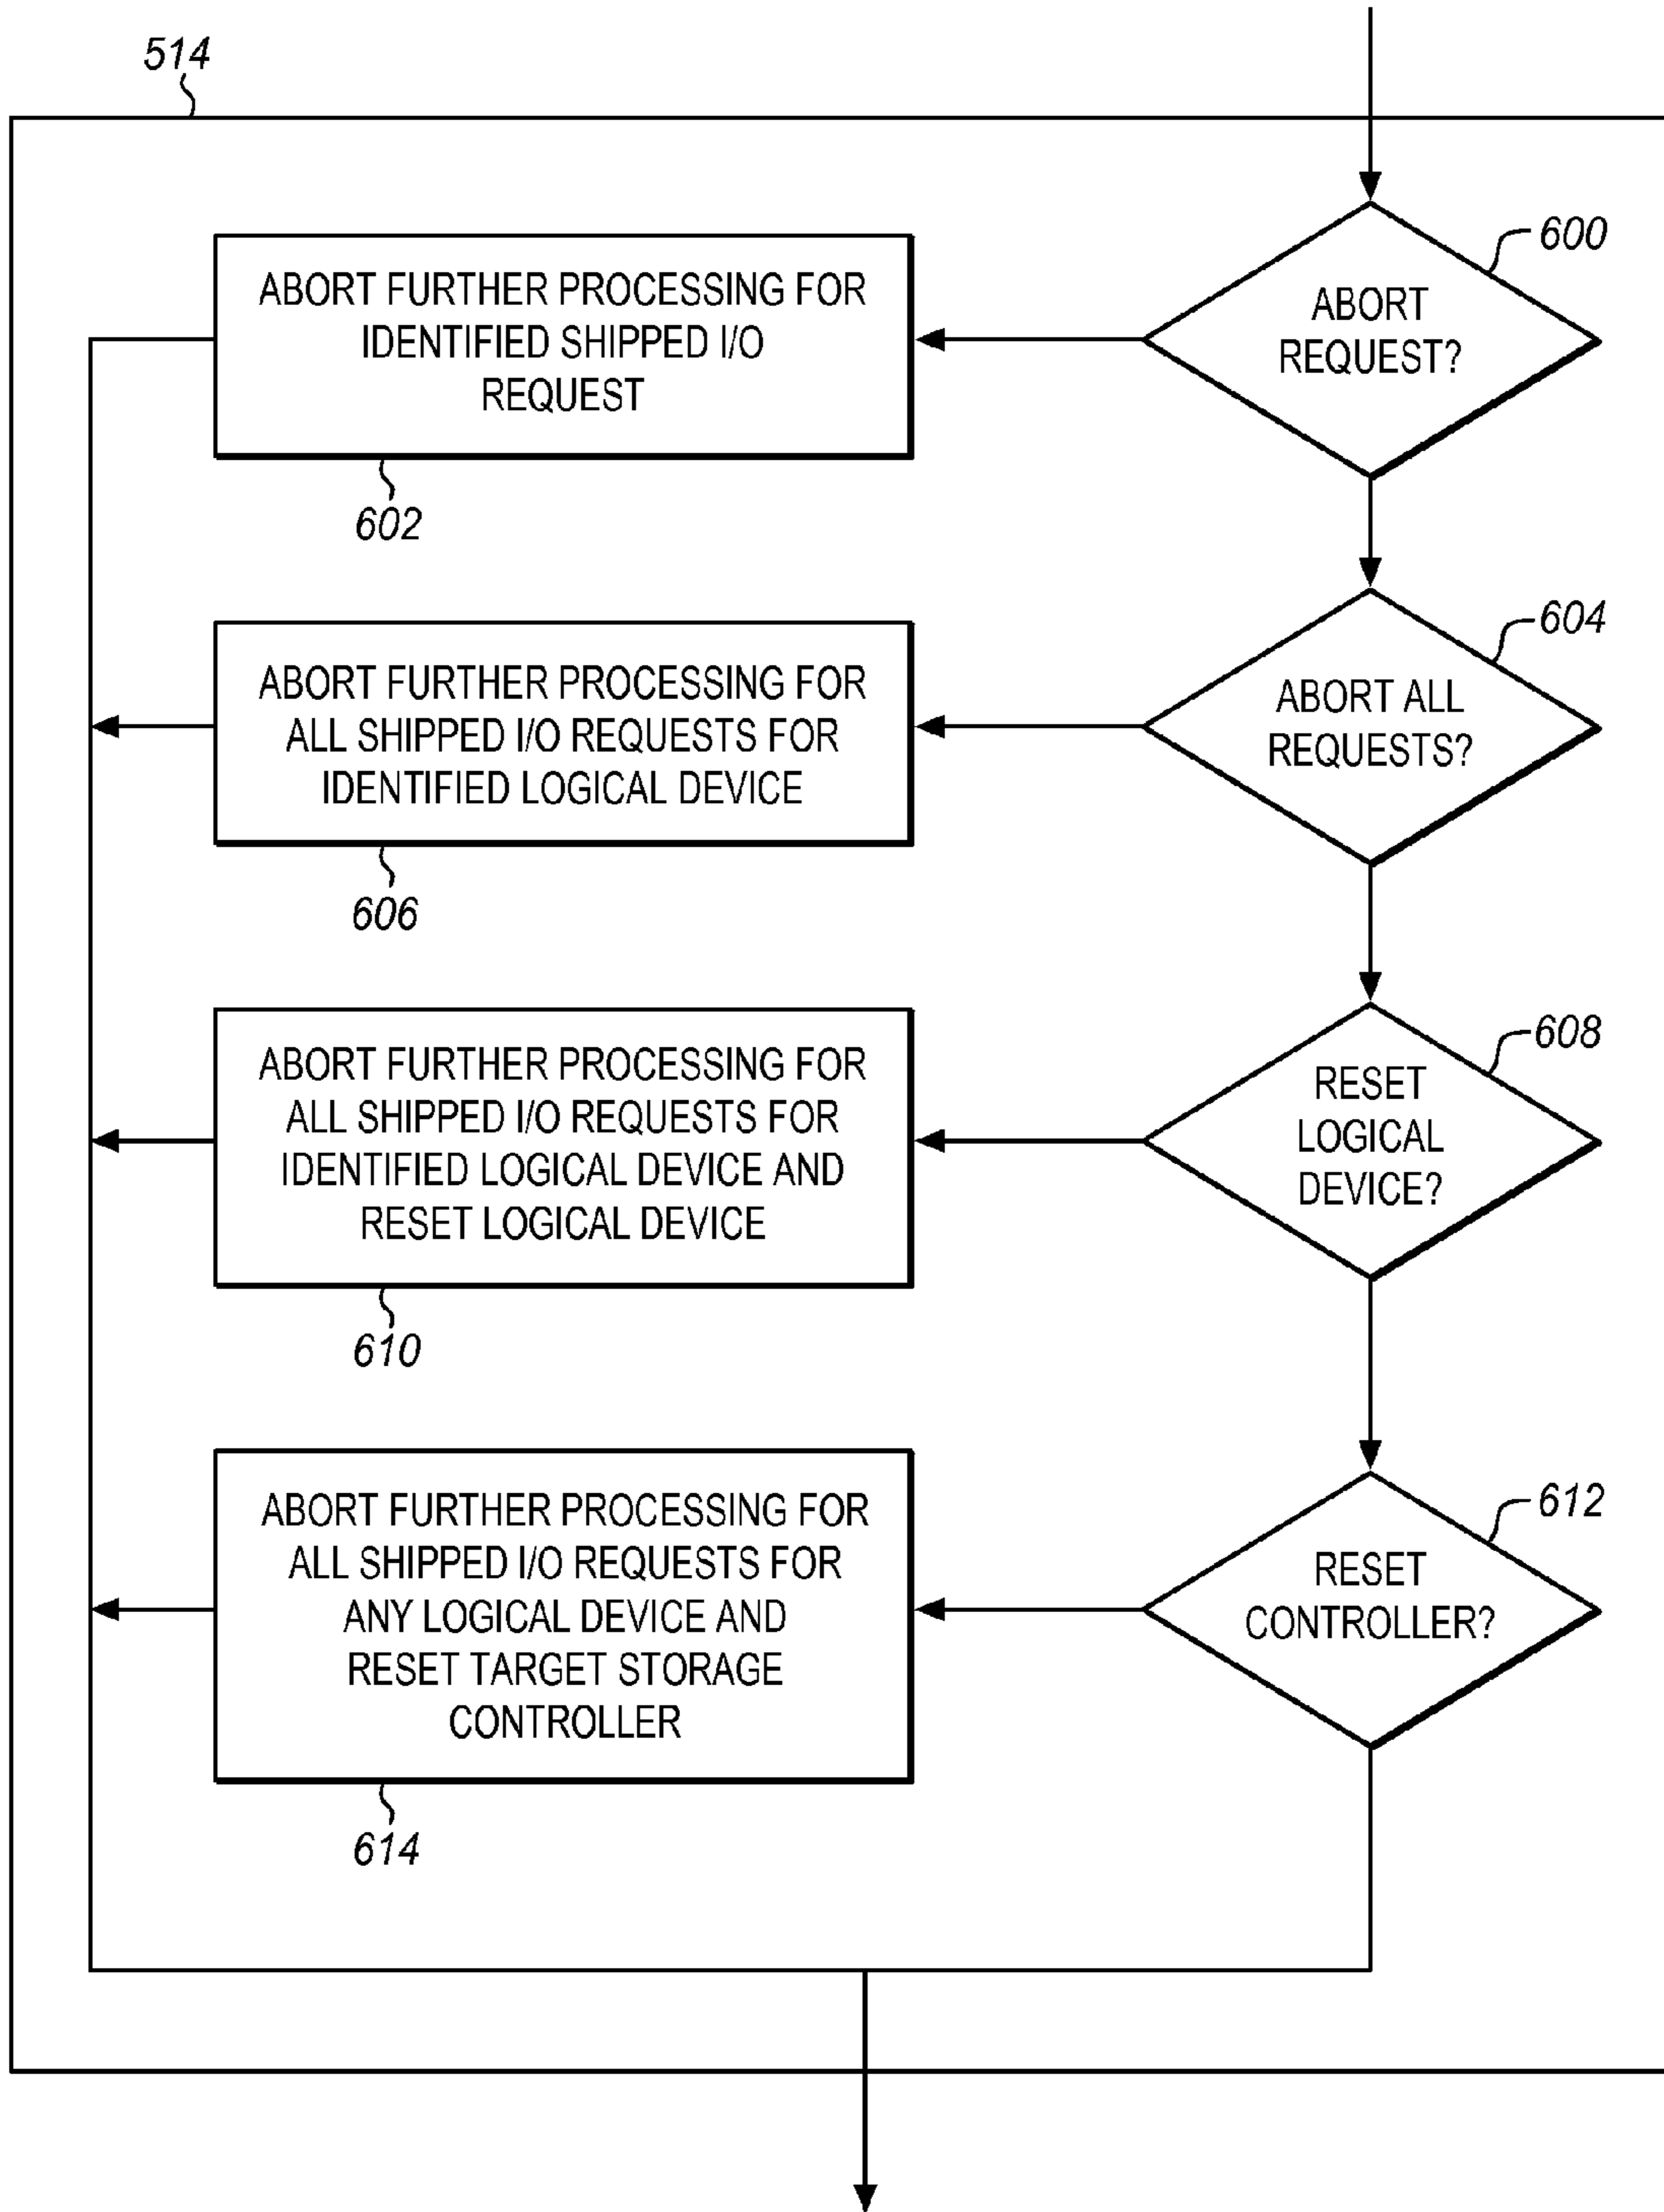 514
ABORT FURTHER PROCESSING FOR
IDENTIFIED SHIPPED I/O
REQUEST
602
ABORT
REQUEST?
600
ABORT FURTHER PROCESSING FOR
ALL SHIPPED I/O REQUESTS FOR
IDENTIFIED LOGICAL DEVICE
606
ABORT ALL
REQUESTS?
604
ABORT FURTHER PROCESSING FOR
ALL SHIPPED I/O REQUESTS FOR
IDENTIFIED LOGICAL DEVICE AND
RESET LOGICAL DEVICE
610
RESET
LOGICAL
DEVICE?
608
ABORT FURTHER PROCESSING FOR
ALL SHIPPED I/O REQUESTS FOR
ANY LOGICAL DEVICE AND
RESET TARGET STORAGE
CONTROLLER
614
RESET
CONTROLLER?
612